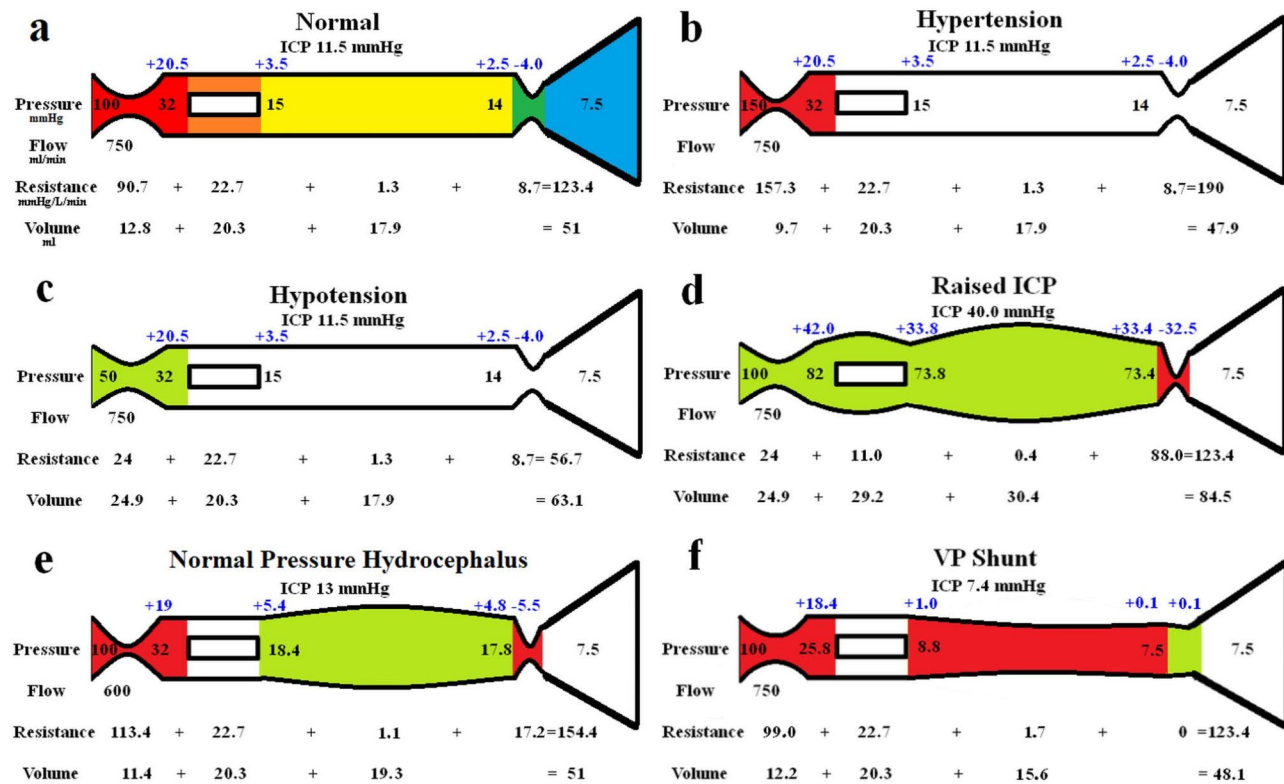 a
Normal
ICP 11.5 mmHg
+20.5 +3.5 +2.5 -4.0
Pressure 100 32 15 14 7.5
mmHg
Flow 750
ml/min
Resistance 90.7 + 22.7 + 1.3 + 8.7=123.4
mmHg/L/min
Volume 12.8 + 20.3 + 17.9 = 51
ml
b
Hypertension
ICP 11.5 mmHg
+20.5 +3.5 +2.5 -4.0
Pressure 150 32 15 14 7.5
Flow 750
Resistance 157.3 + 22.7 + 1.3 + 8.7=190
Volume 9.7 + 20.3 + 17.9 = 47.9
c
Hypotension
ICP 11.5 mmHg
+20.5 +3.5 +2.5 -4.0
Pressure 50 32 15 14 7.5
Flow 750
Resistance 24 + 22.7 + 1.3 + 8.7= 56.7
Volume 24.9 + 20.3 + 17.9 = 63.1
d
Raised ICP
ICP 40.0 mmHg
+42.0 +33.8 +33.4 -32.5
Pressure 100 82 73.8 73.4 7.5
Flow 750
Resistance 24 + 11.0 + 0.4 + 88.0=123.4
Volume 24.9 + 29.2 + 30.4 = 84.5
e
Normal Pressure Hydrocephalus
ICP 13 mmHg
+19 +5.4 +4.8 -5.5
Pressure 100 32 18.4 17.8 7.5
Flow 600
Resistance 113.4 + 22.7 + 1.1 + 17.2=154.4
Volume 11.4 + 20.3 + 19.3 = 51
f
VP Shunt
ICP 7.4 mmHg
+18.4 +1.0 +0.1 +0.1
Pressure 100 25.8 8.8 7.5 7.5
Flow 750
Resistance 99.0 + 22.7 + 1.7 + 0 =123.4
Volume 12.2 + 20.3 + 15.6 = 48.1